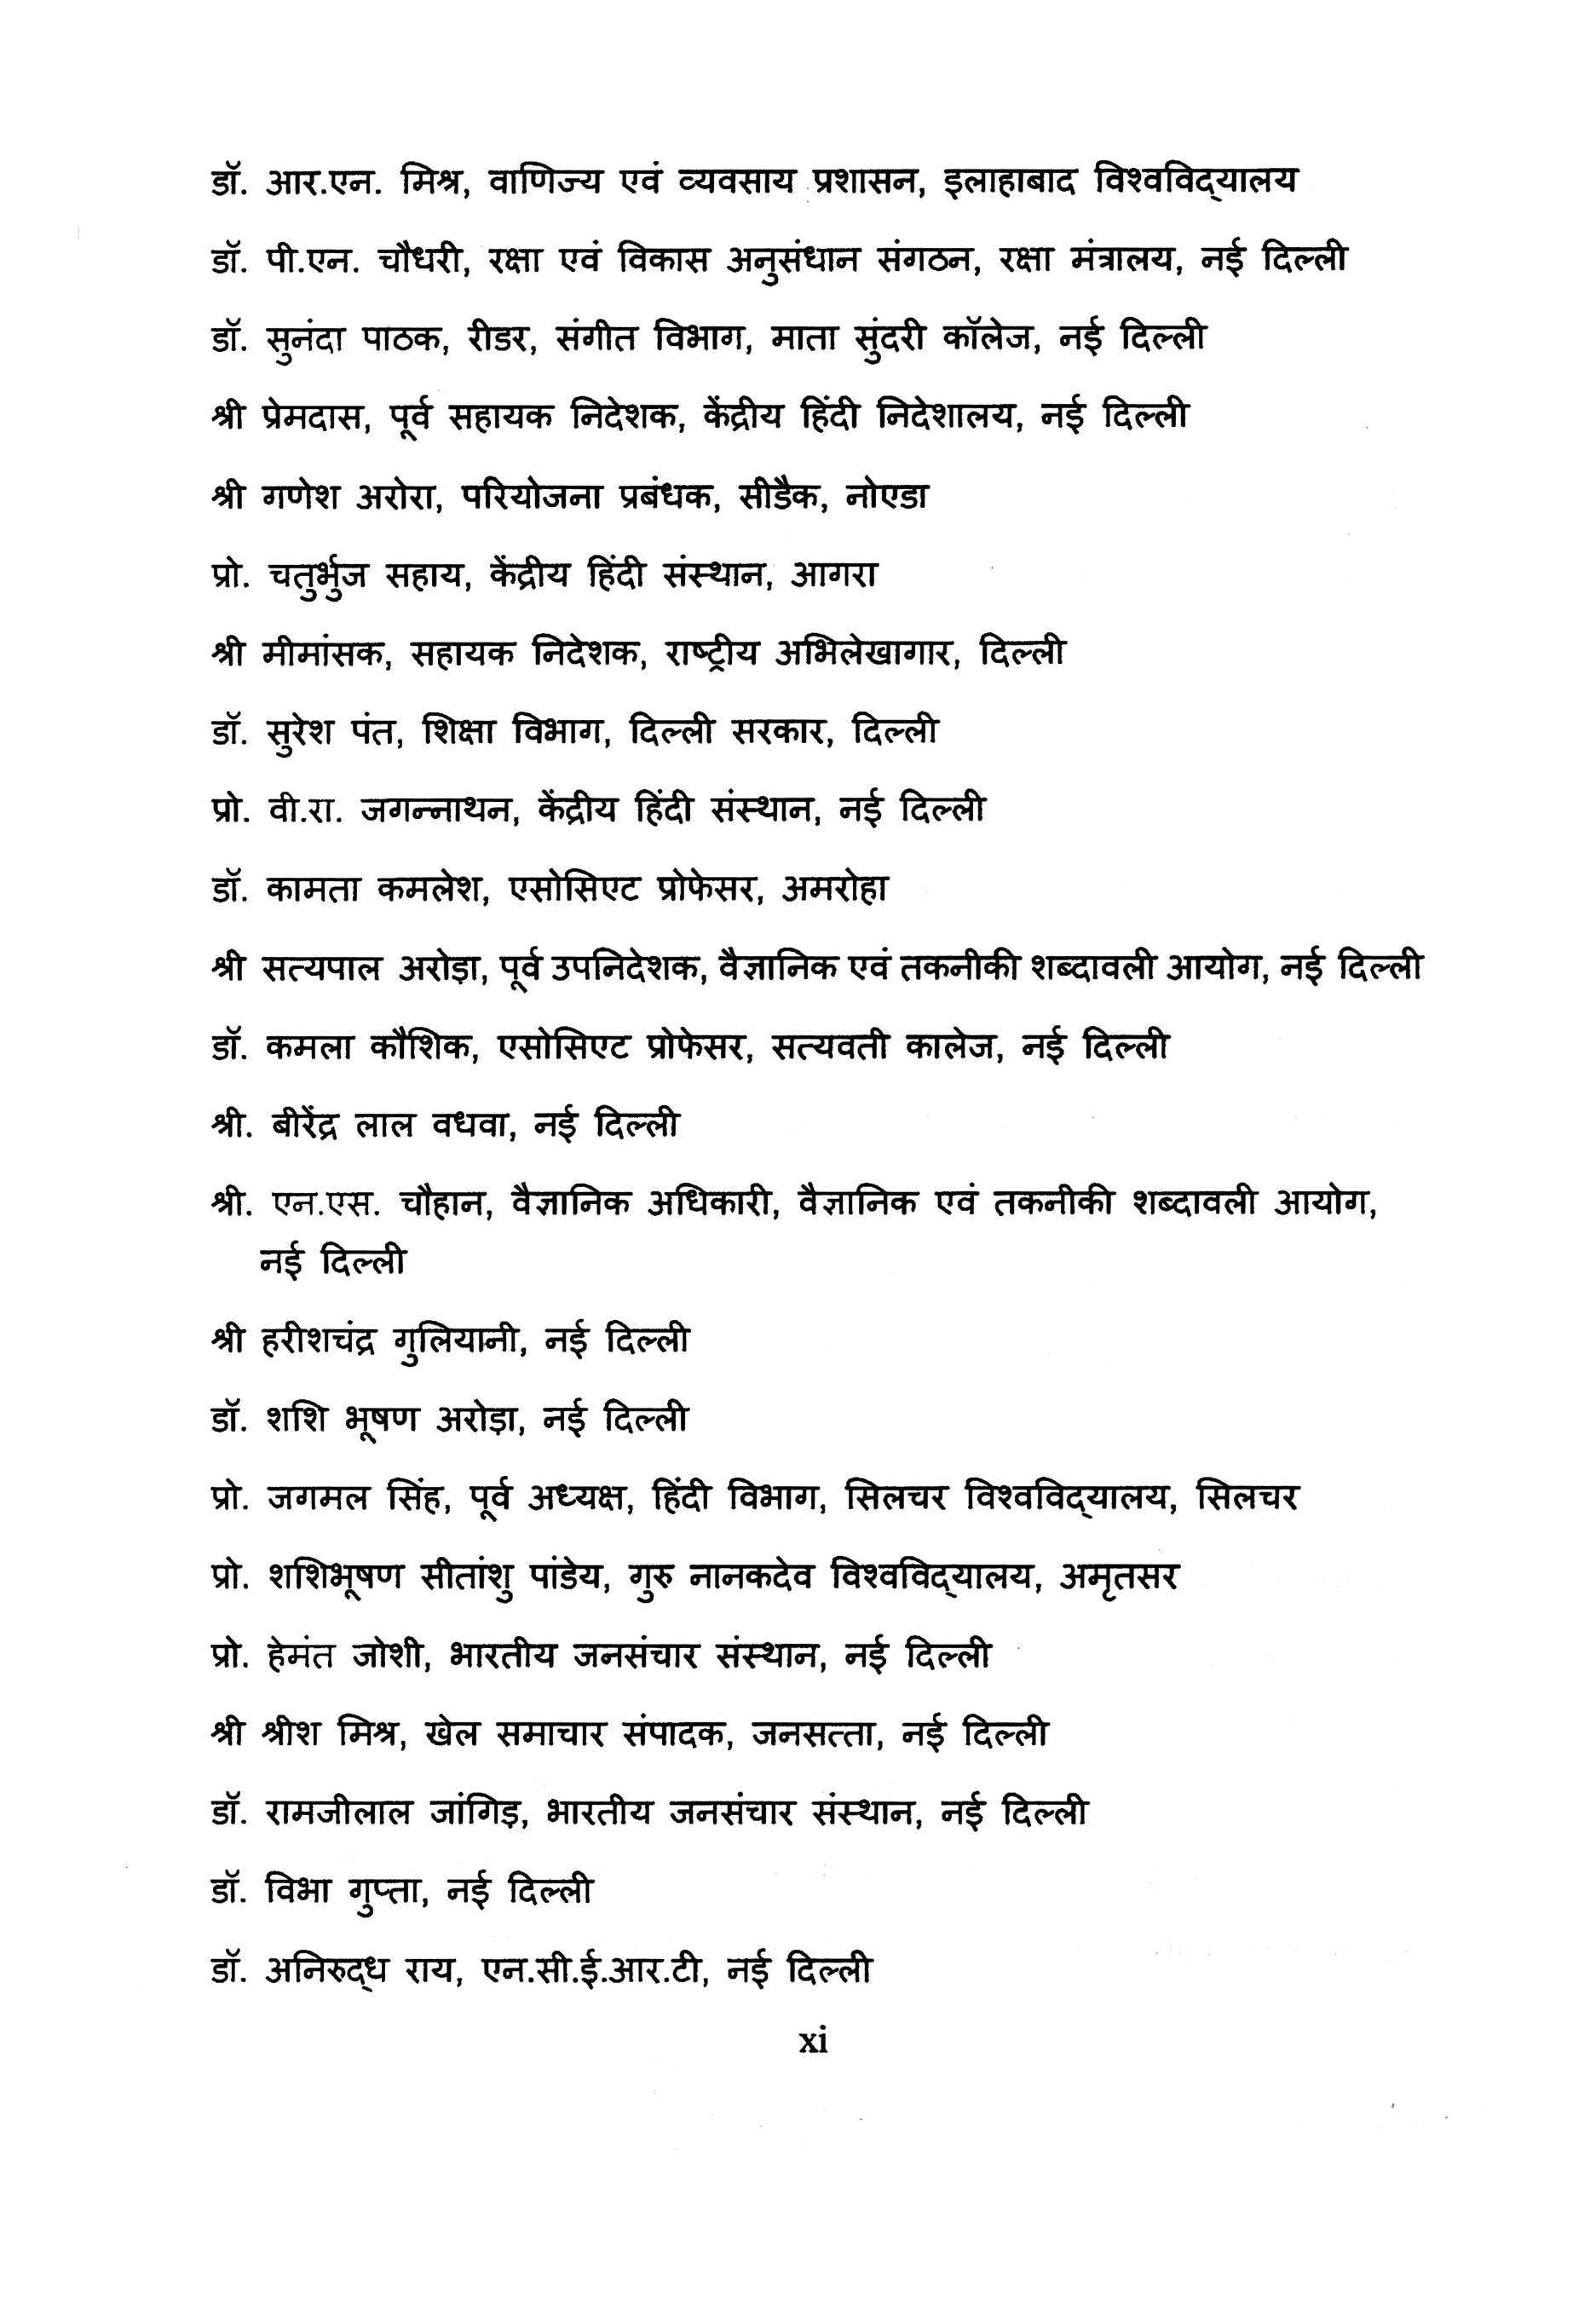 डॉ. आर.एन. मिश्र, वाणिज्य एवं व्यवसाय प्रशासन, इलाहाबाद विश्वविद्‌यालय
डॉ. पी.एन. चौधरी, रक्षा एवं विकास अनुसंधान संगठन, रक्षा मंत्रालय, नई दिल्ली
डॉ. सुनंदा पाठक, रीडर, संगीत विभाग, माता सुंदरी कॉलेज, नई दिल्ली
श्री प्रेमदास, पूर्व सहायक निदेशक, केंद्रीय हिंदी निदेशालय, नई दिल्ली
श्री गणेश अरोरा, परियोजना प्रबंधक, सीडैक, नोएडा
प्रो. चतुर्भुज सहाय, केंद्रीय हिंदी संस्थान, आगरा
श्री मीमांसक, सहायक निदेशक, राष्ट्रीय अभिलेखागार, दिल्ली
डॉ. सुरेश पंत, शिक्षा विभाग, दिल्ली सरकार, दिल्ली
प्रो. वी.रा. जगन्नाथन, केंद्रीय हिंदी संस्थान, नई दिल्ली
डॉ. कामता कमलेश, एसोसिएट प्रोफेसर, अमरोहा
श्री सत्यपाल अरोड़ा, पूर्व उपनिदेशक, वैज्ञानिक एवं तकनीकी शब्दावली आयोग, नई दिल्ली
डॉ. कमला कौशिक, एसोसिएट प्रोफेसर, सत्यवती कालेज, नई दिल्ली
श्री. बीरेंद्र लाल वधवा, नई दिल्ली
श्री. एन.एस. चौहान, वैज्ञानिक अधिकारी, वैज्ञानिक एवं तकनीकी शब्दावली आयोग,
नई दिल्ली
श्री हरीशचंद्र गुलियानी, नई दिल्ली
डॉ. शशि भूषण अरोड़ा, नई दिल्ली
प्रो. जगमल सिंह, पूर्व अध्यक्ष, हिंदी विभाग, सिलचर विश्वविद्‌यालय, सिलचर
प्रो. शशिभूषण सीतांशु पांडेय, गुरु नानकदेव विश्वविद्‌यालय, अमृतसर
प्रो. हेमंत जोशी, भारतीय जनसंचार संस्थान, नई दिल्ली
श्री श्रीश मिश्र, खेल समाचार संपादक, जनसत्ता, नई दिल्ली
डॉ. रामजीलाल जांगिड़, भारतीय जनसंचार संस्थान, नई दिल्ली
डॉ. विभा गुप्ता, नई दिल्ली
डॉ. अनिरुद्‌ध राय, एन.सी.ई.आर.टी, नई दिल्ली
xi